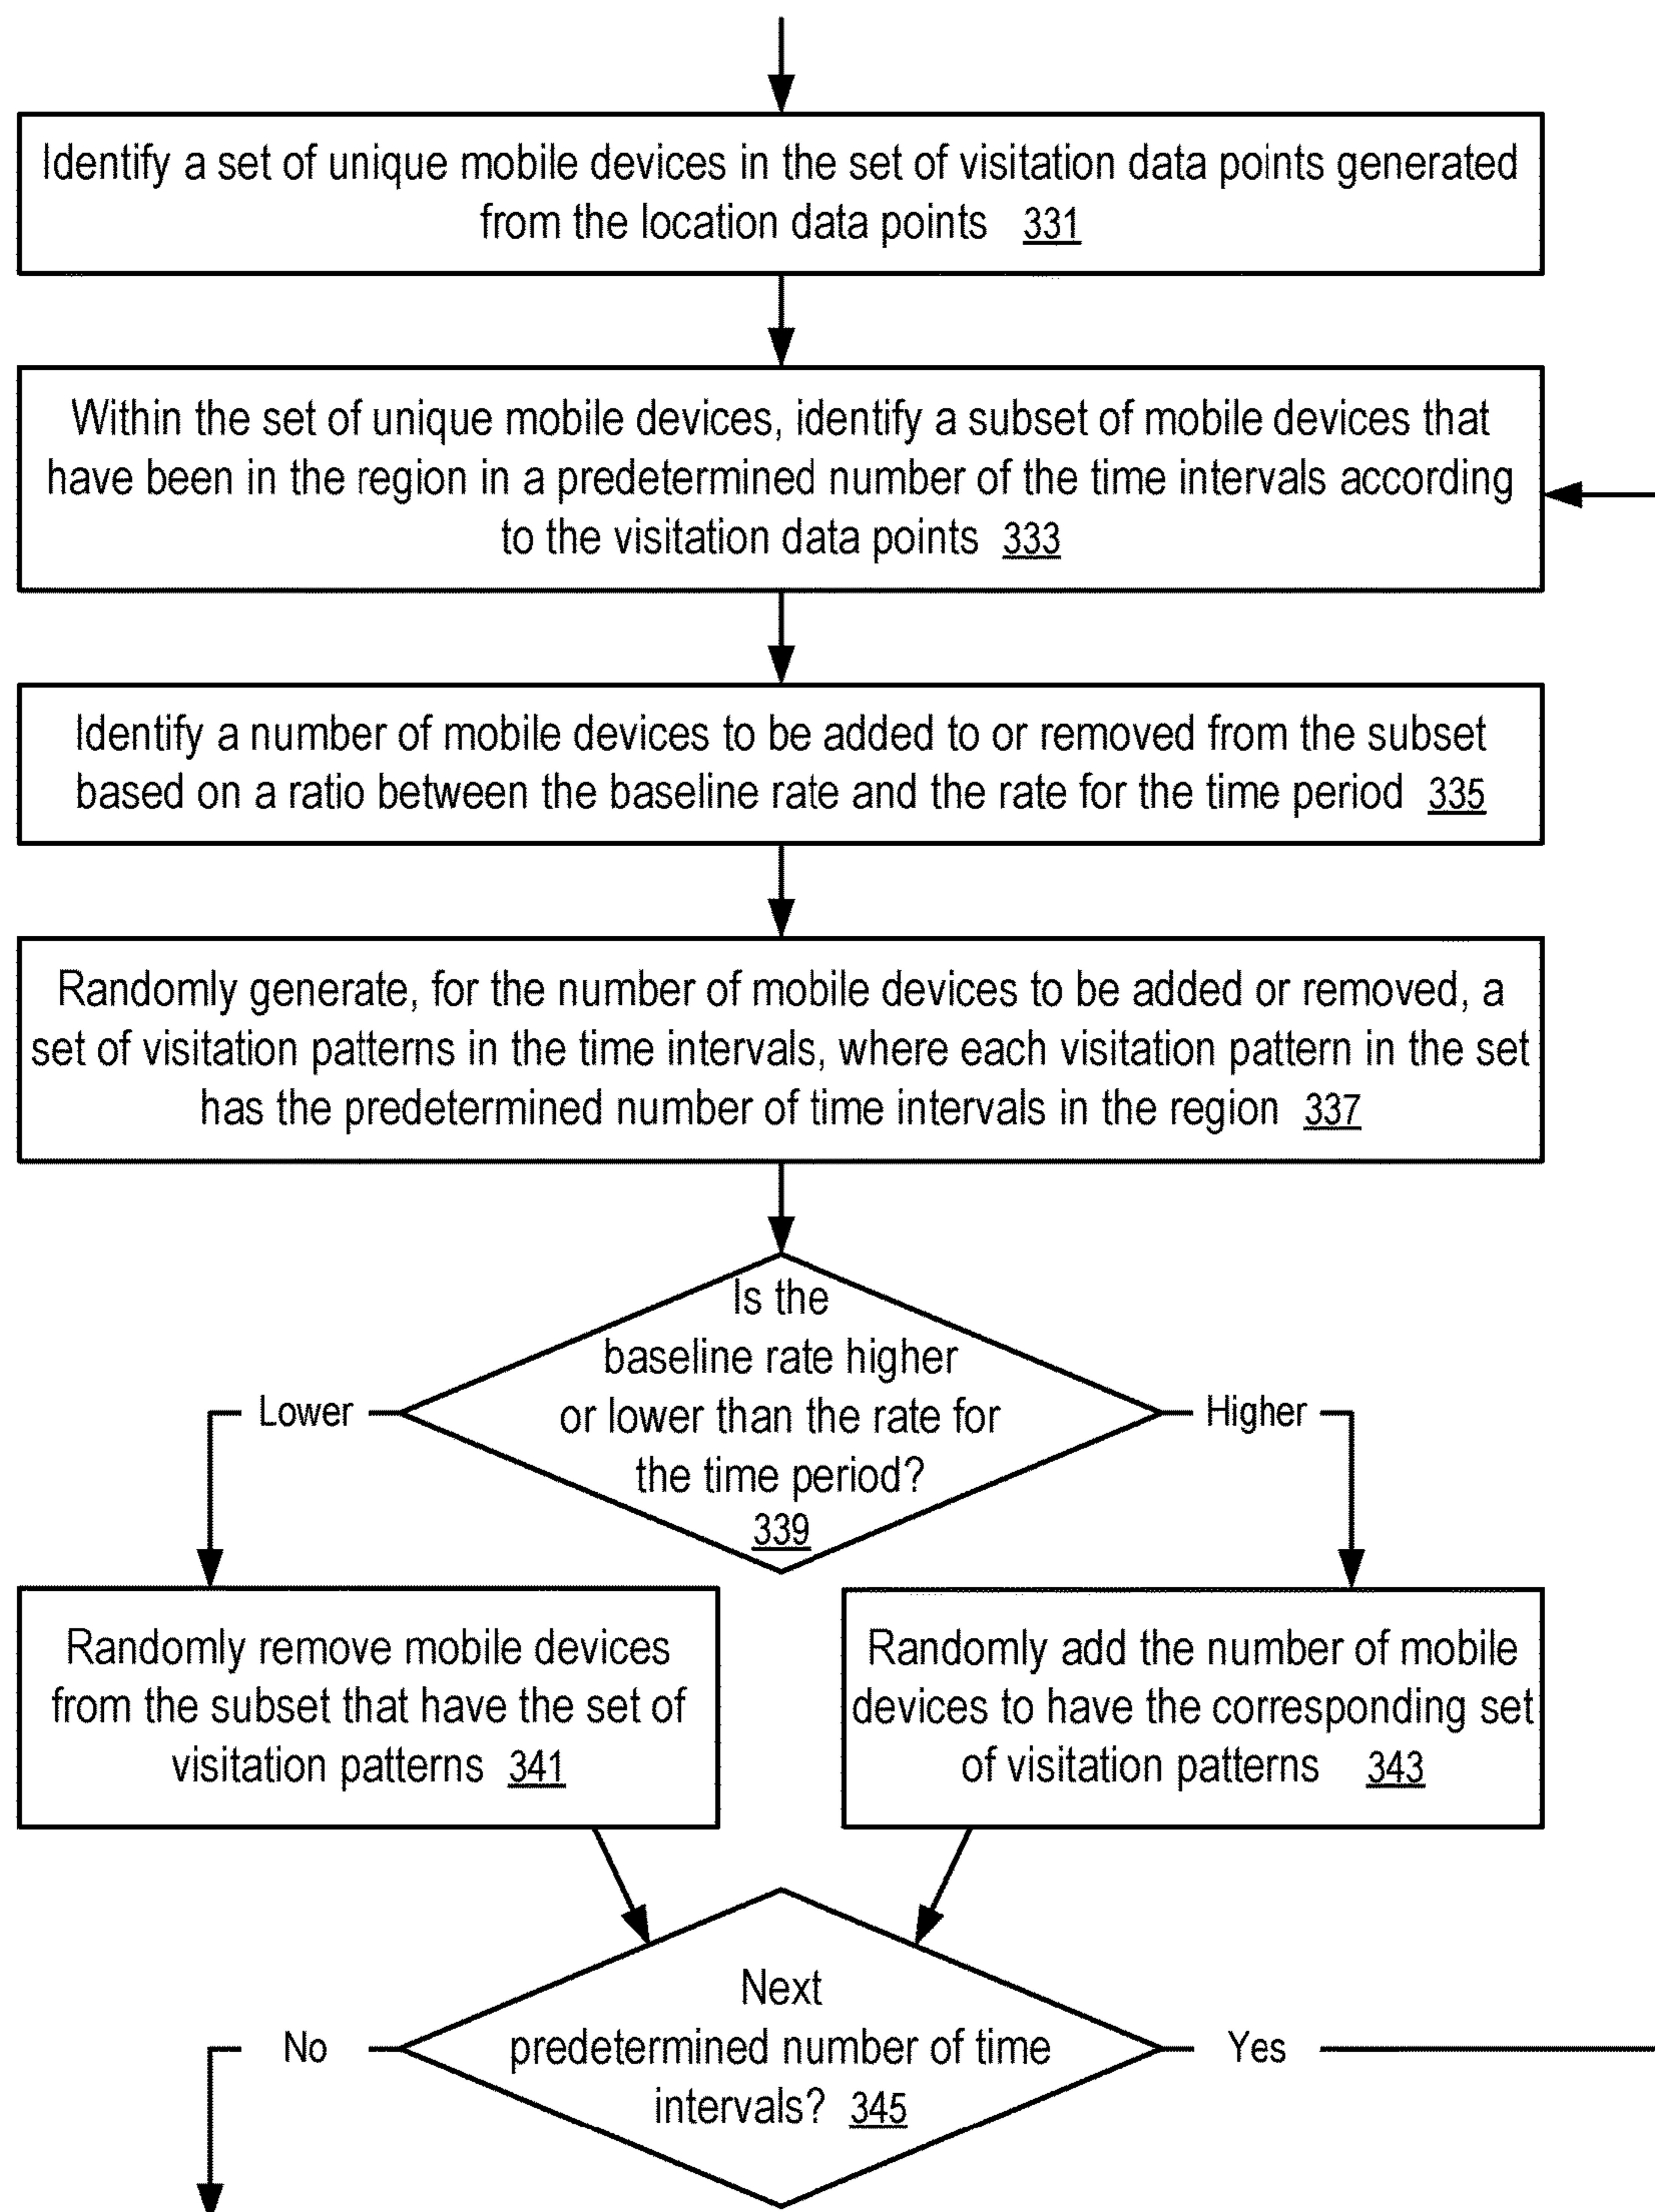 Identify a set of unique mobile devices in the set of visitation data points generated
from the location data points 331
Within the set of unique mobile devices, identify a subset of mobile devices that
have been in the region in a predetermined number of the time intervals according
to the visitation data points 333
Identify a number of mobile devices to be added to or removed from the subset
based on a ratio between the baseline rate and the rate for the time period 335
Randomly generate, for the number of mobile devices to be added or removed, a
set of visitation patterns in the time intervals, where each visitation pattern in the set
has the predetermined number of time intervals in the region 337
Is the
baseline rate higher
or lower than the rate for
the time period?
339
Lower
Higher
Randomly remove mobile devices
from the subset that have the set of
visitation patterns 341
Randomly add the number of mobile
devices to have the corresponding set
of visitation patterns 343
Next
predetermined number of time
intervals? 345
No
Yes